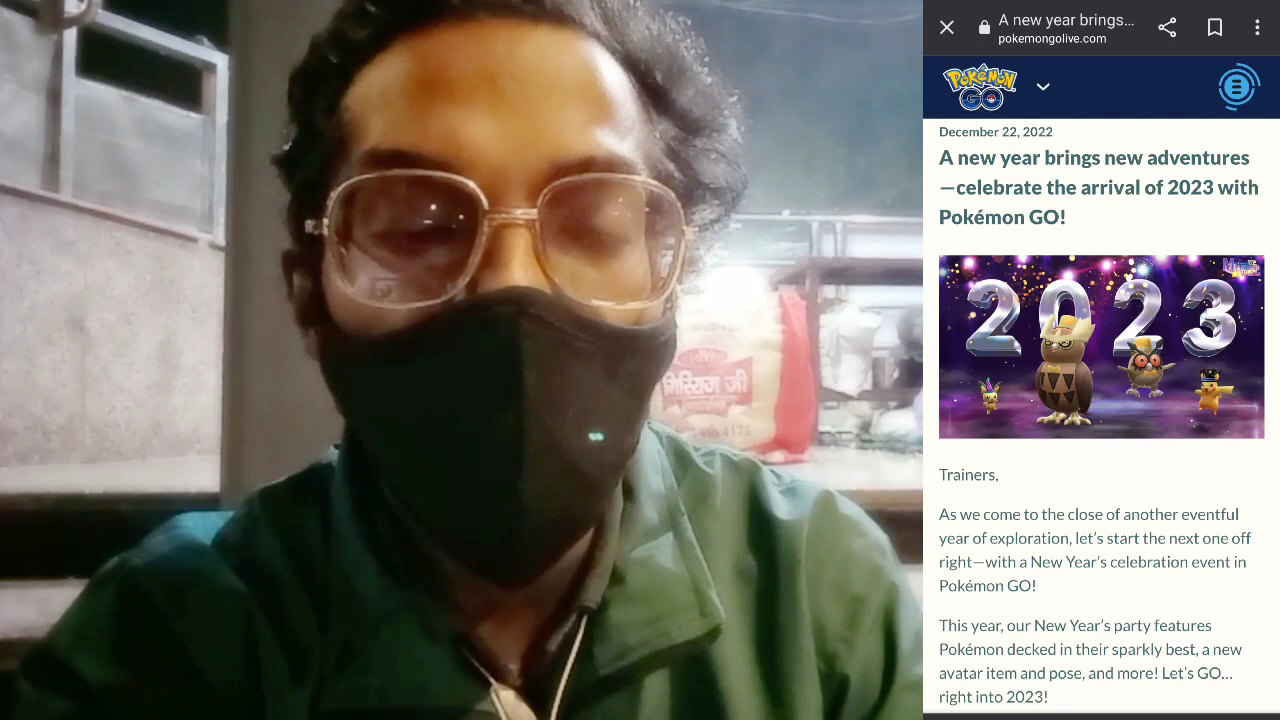 गिरिराज जी
A new year brings...
pokemongolive.com
POKÉMON
GO
December 22, 2022
A new year brings new adventures
—celebrate the arrival of 2023 with
Pokémon GO!
2023
Trainers,
As we come to the close of another eventful
year of exploration, let's start the next one off
right—with a New Year's celebration event in
Pokémon GO!
This year, our New Year's party features
Pokémon decked in their sparkly best, a new
avatar item and pose, and more! Let's GO...
right into 2023!